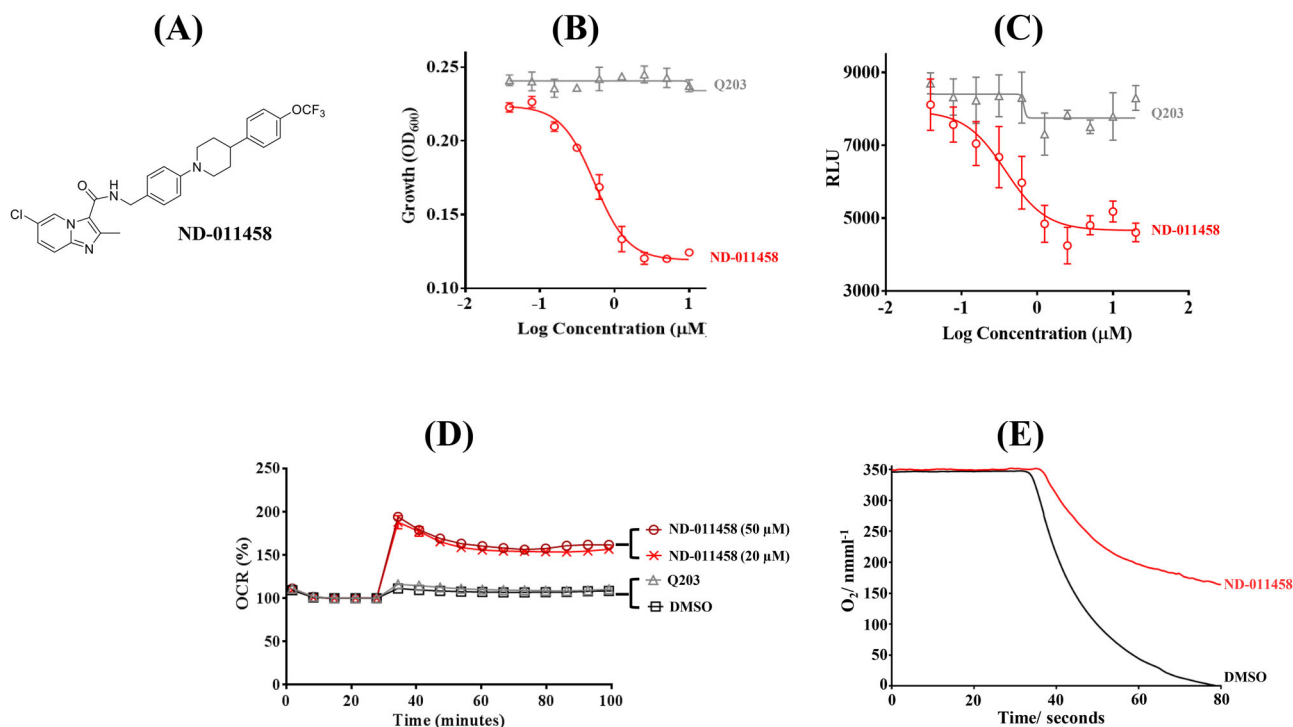 (A)
OCF₃
N
O
H
N
Cl
N
N
ND-011458
(B)
Growth (OD₆₀₀)
0.25
0.20
0.15
0.10
-2
-1
0
1
Log Concentration (μM)
Q203
ND-011458
(C)
RLU
9000
7000
5000
3000
-2
-1
0
1
2
Log Concentration (μM)
Q203
ND-011458
(D)
OCR (%)
250
200
150
100
50
0
0
20
40
60
80
100
Time (minutes)
ND-011458 (50 μM)
ND-011458 (20 μM)
Q203
DMSO
(E)
O₂/ nmml⁻¹
350
300
250
200
150
100
50
0
0
20
40
60
80
Time/ seconds
ND-011458
DMSO